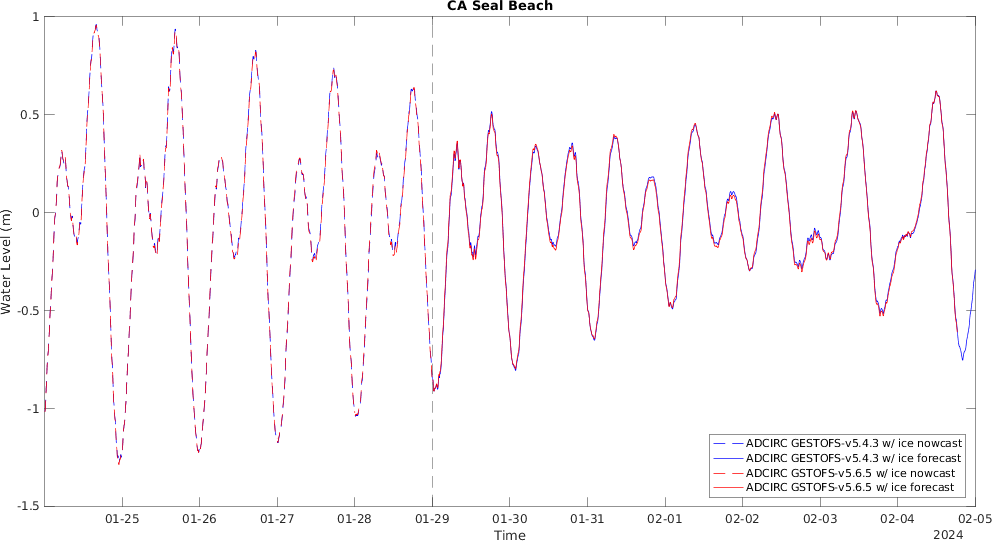 CA Seal Beach
1
0.5
0
-0.5
-1
-1.5
Water Level (m)
ADCIRC GESTOFS-v5.4.3 w/ ice nowcast
ADCIRC GESTOFS-v5.4.3 w/ ice forecast
ADCIRC GSTOFS-v5.6.5 w/ ice nowcast
ADCIRC GSTOFS-v5.6.5 w/ ice forecast
01-25 01-26 01-27 01-28 01-29 01-30 01-31 02-01 02-02 02-03 02-04 02-05
Time
2024